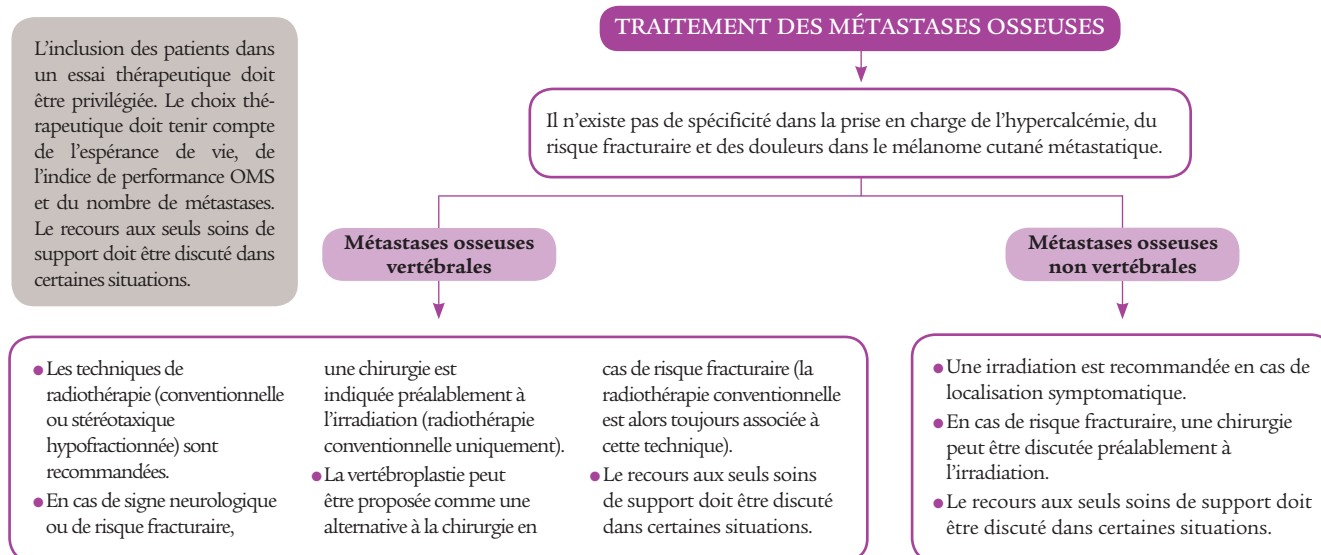 TRAITEMENT DES MÉTASTASES OSSEUSES
L’inclusion des patients dans
un essai thérapeutique doit
être privilégiée. Le choix thé-
rapeutique doit tenir compte
de l’espérance de vie, de
l’indice de performance OMS
et du nombre de métastases.
Le recours aux seuls soins de
support doit être discuté dans
certaines situations.
Il n’existe pas de spécificité dans la prise en charge de l’hypercalcémie, du
risque fracturaire et des douleurs dans le mélanome cutané métastatique.
Métastases osseuses
vertébrales
● Les techniques de
radiothérapie (conventionnelle
ou stéréotaxique
hypofractionnée) sont
recommandées.
● En cas de signe neurologique
ou de risque fracturaire,
une chirurgie est
indiquée préalablement à
l’irradiation (radiothérapie
conventionnelle uniquement).
● La vertébroplastie peut
être proposée comme une
alternative à la chirurgie en
cas de risque fracturaire (la
radiothérapie conventionnelle
est alors toujours associée à
cette technique).
● Le recours aux seuls soins
de support doit être discuté
dans certaines situations.
Métastases osseuses
non vertébrales
● Une irradiation est recommandée en cas de
localisation symptomatique.
● En cas de risque fracturaire, une chirurgie
peut être discutée préalablement à
l’irradiation.
● Le recours aux seuls soins de support doit
être discuté dans certaines situations.